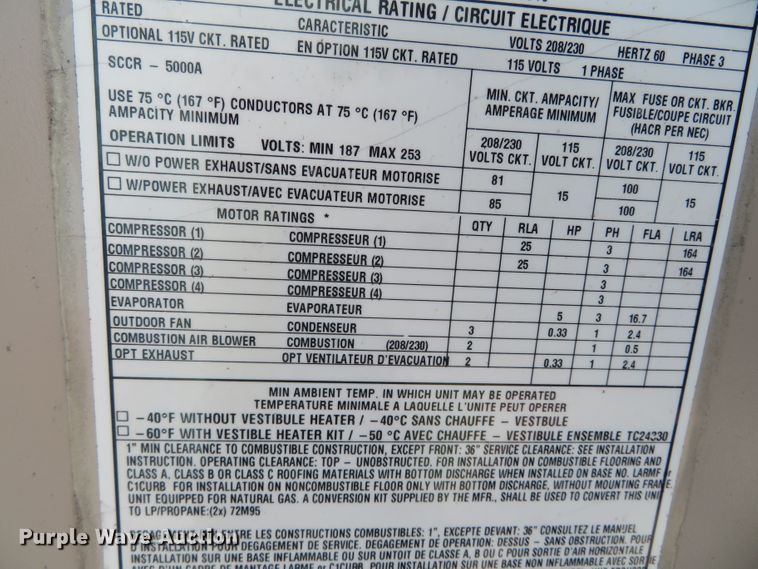 ELECTRICAL RATING / CIRCUIT ELECTRIQUE
RATED CARACTERISTIC VOLTS 208/230 HERTZ 60 PHASE 3
OPTIONAL 115V CKT. RATED EN OPTION 115V CKT. RATED 115 VOLTS 1 PHASE
SCCR - 5000A
USE 75 °C (167 °F) CONDUCTORS AT 75 °C (167 °F)
AMPACITY MINIMUM
MIN. CKT. AMPACITY/
AMPERAGE MINIMUM
MAX FUSE OR CKT. BKR.
FUSIBLE/COUPE CIRCUIT
(HACR PER NEC)
OPERATION LIMITS VOLTS: MIN 187 MAX 253
208/230 115 208/230 115
VOLTS CKT. VOLT CKT. VOLT CKT. VOLT CKT.
W/O POWER EXHAUST/SANS EVACUATEUR MOTORISE 81 15 100 15
W/POWER EXHAUST/AVEC EVACUATEUR MOTORISE 85 100
MOTOR RATINGS * QTY RLA HP PH FLA LRA
COMPRESSOR (1) COMPRESSEUR (1) 25 3 164
COMPRESSOR (2) COMPRESSEUR (2) 25 3 164
COMPRESSOR (3) COMPRESSEUR (3) 3
COMPRESSOR (4) COMPRESSEUR (4) 3
EVAPORATOR EVAPORATEUR 5 3 16.7
OUTDOOR FAN CONDENSEUR 3 0.33 1 2.4
COMBUSTION AIR BLOWER COMBUSTION (208/230) 2 1 0.5
OPT EXHAUST OPT VENTILATEUR D'EVACUATION 2 0.33 1 2.4
MIN AMBIENT TEMP. IN WHICH UNIT MAY BE OPERATED
TEMPERATURE MINIMALE A LAQUELLE L'UNITE PEUT OPERER
-40°F WITHOUT VESTIBULE HEATER / -40°C SANS CHAUFFE - VESTBULE
-60°F WITH VESTIBLE HEATER KIT / -50 °C AVEC CHAUFFE - VESTIBULE ENSEMBLE TC24330
1" MIN CLEARANCE TO COMBUSTIBLE CONSTRUCTION, EXCEPT FRONT: 36" SERVICE CLEARANCE: SEE INSTALLATION
INSTRUCTION. OPERATING CLEARANCE: TOP - UNOBSTRUCTED. FOR INSTALLATION ON COMBUSTIBLE FLOORING AND
CLASS A, CLASS B OR CLASS C ROOFING MATERIALS WITH BOTTOM DISCHARGE WHEN INSTALLED ON BASE NO. LARMF
C1CURB FOR INSTALLATION ON NONCOMBUSTIBLE FLOOR ONLY WITH BOTTOM DISCHARGE, WITHOUT MOUNTING FRAME.
UNIT EQUIPPED FOR NATURAL GAS. A CONVERSION KIT SUPPLIED BY THE MFR., SHALL BE USED TO CONVERT THIS UNI
TO LP/PROPANE:(2x) 72M95
LES CONSTRUCTIONS COMBUSTIBLES: 1", EXCEPTE DEVANT: 36" CONSULTEZ LE MANUEL
D'INSTALLATION POUR DEGAGEMENT DE SERVICE. DEGAGEMENT DE OPERATION: DESSUS - SANS OBSTRUCTION. POUR
INSTALLATION SUR UNE BASE INFLAMMABLE OU SUR UNTOIT DE CLASSE A, B OU C POUR SORTIE D'AIR HORIZONTALE
Purple Wave Auction